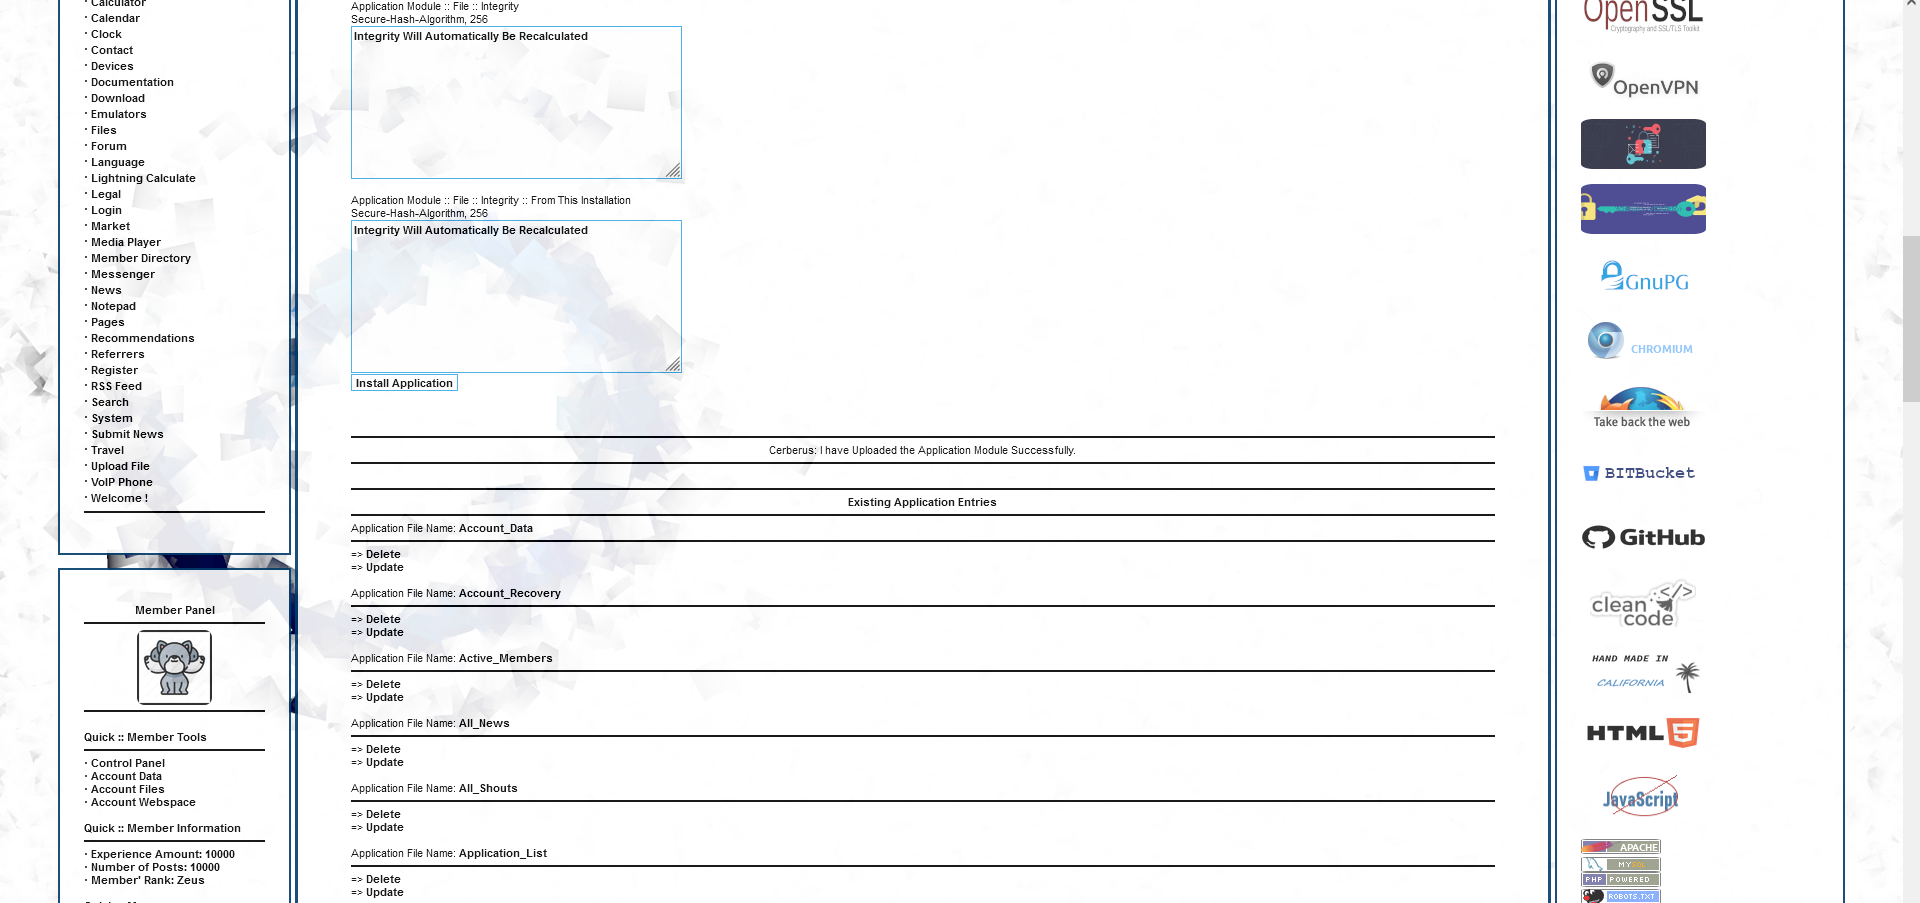 · Calculator
· Calendar
· Clock
· Contact
· Devices
· Documentation
· Download
· Emulators
· Files
· Forum
· Language
· Lightning Calculate
· Legal
· Login
· Market
· Media Player
· Member Directory
· Messenger
· News
· Notepad
· Pages
· Recommendations
· Referrers
· Register
· RSS Feed
· Search
· System
· Submit News
· Travel
· Upload File
· VoIP Phone
· Welcome !
Member Panel
Quick :: Member Tools
· Control Panel
· Account Data
· Account Files
· Account Webspace
Quick :: Member Information
· Experience Amount: 10000
· Number of Posts: 10000
· Member' Rank: Zeus
Application Module :: File :: Integrity
Secure-Hash-Algorithm, 256
Integrity Will Automatically Be Recalculated
Application Module :: File :: Integrity :: From This Installation
Secure-Hash-Algorithm, 256
Integrity Will Automatically Be Recalculated
Install Application
Cerberus: I have Uploaded the Application Module Successfully.
Existing Application Entries
Application File Name: Account_Data
=> Delete
=> Update
Application File Name: Account_Recovery
=> Delete
=> Update
Application File Name: Active_Members
=> Delete
=> Update
Application File Name: All_News
=> Delete
=> Update
Application File Name: All_Shouts
=> Delete
=> Update
Application File Name: Application_List
=> Delete
=> Update
OpenSSL
Cryptography and SSL/TLS Toolkit
OpenVPN
GnuPG
CHROMIUM
Take back the web
BITBucket
GitHub
clean </>
code
HAND MADE IN
CALIFORNIA
HTML 5
JavaScript
APACHE
MYSQL
PHP POWERED
ROBOTS.TXT